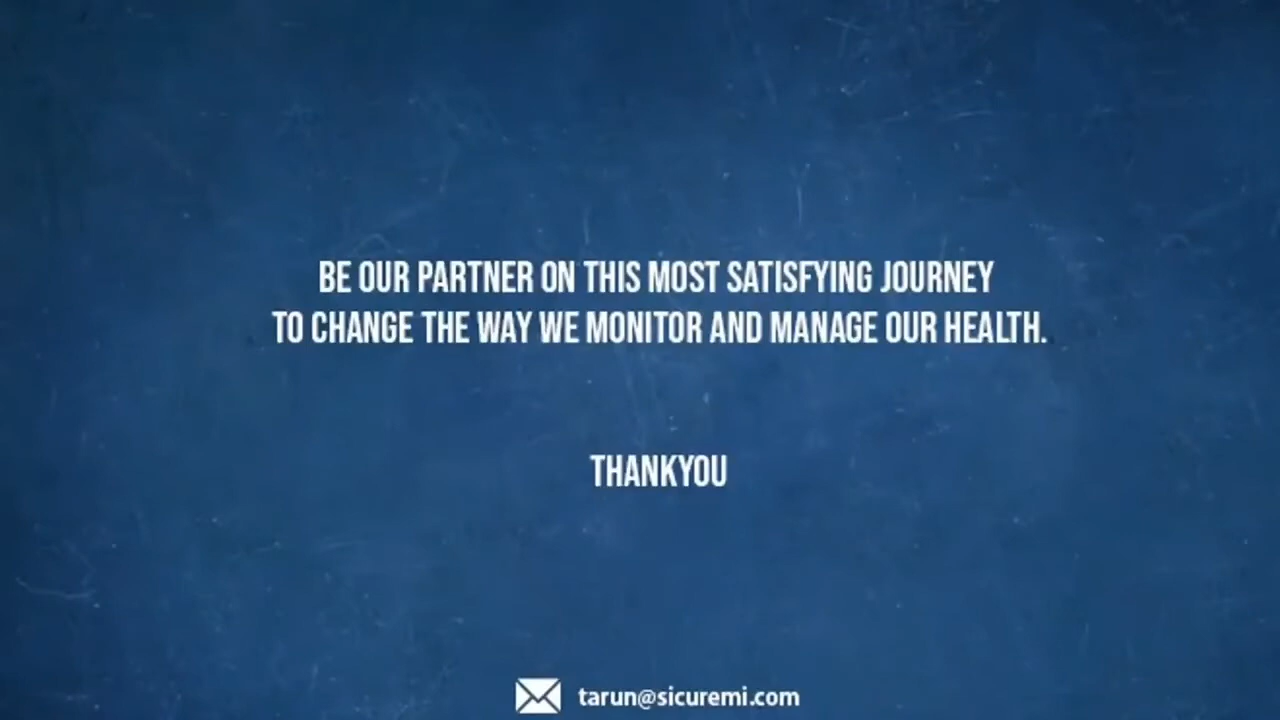 BE OUR PARTNER ON THIS MOST SATISFYING JOURNEY
TO CHANGE THE WAY WE MONITOR AND MANAGE OUR HEALTH.
THANKYOU
tarun@sicuremi.com